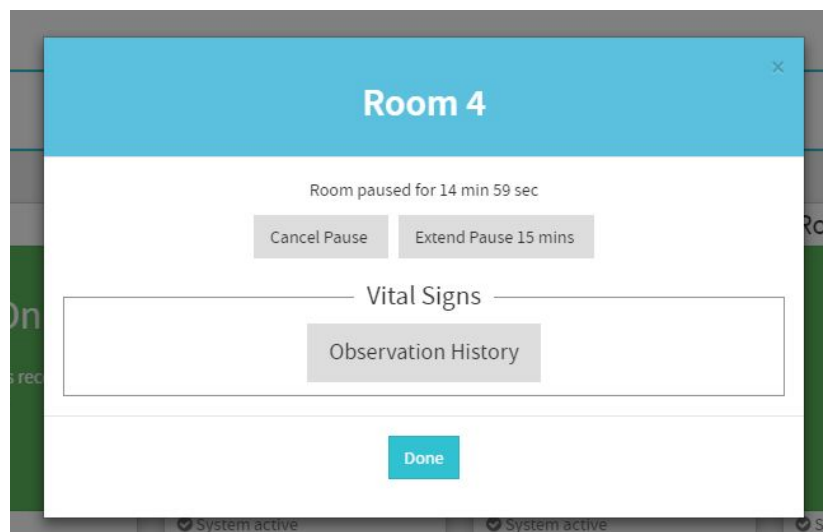 ×
Room 4
Room paused for 14 min 59 sec
Cancel Pause
Extend Pause 15 mins
Vital Signs
Observation History
Done
System active
System active